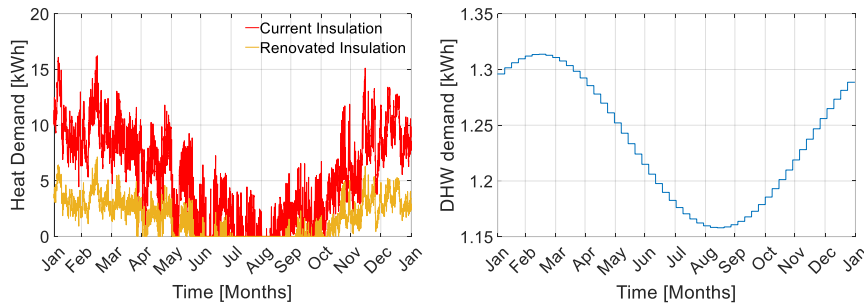 Heat Demand [kWh]
20
15
10
5
0
Current Insulation
Renovated Insulation
Jan Feb Mar Apr May Jun Jul Aug Sep Oct Nov Dec Jan
Time [Months]
DHW demand [kWh]
1.35
1.3
1.25
1.2
1.15
Jan Feb Mar Apr May Jun Jul Aug Sep Oct Nov Dec Jan
Time [Months]